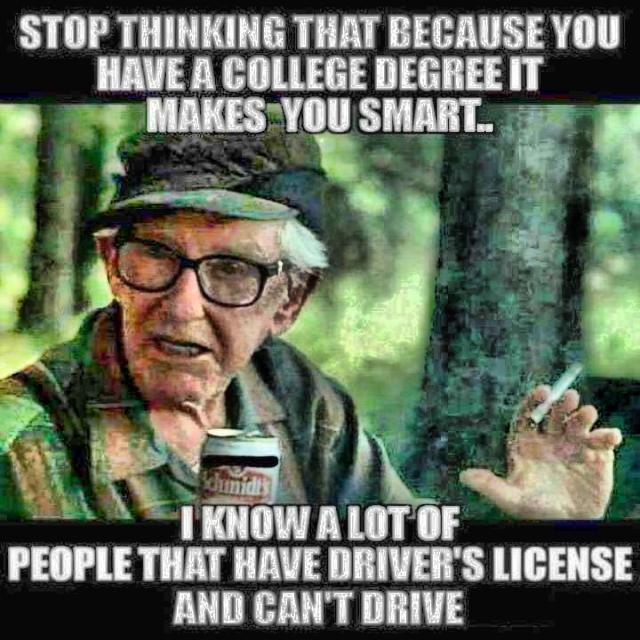 STOP THINKING THAT BECAUSE YOU
HAVE A COLLEGE DEGREE IT
MAKES YOU SMART..
Schmidt's
I KNOW A LOT OF
PEOPLE THAT HAVE DRIVER'S LICENSE
AND CAN'T DRIVE